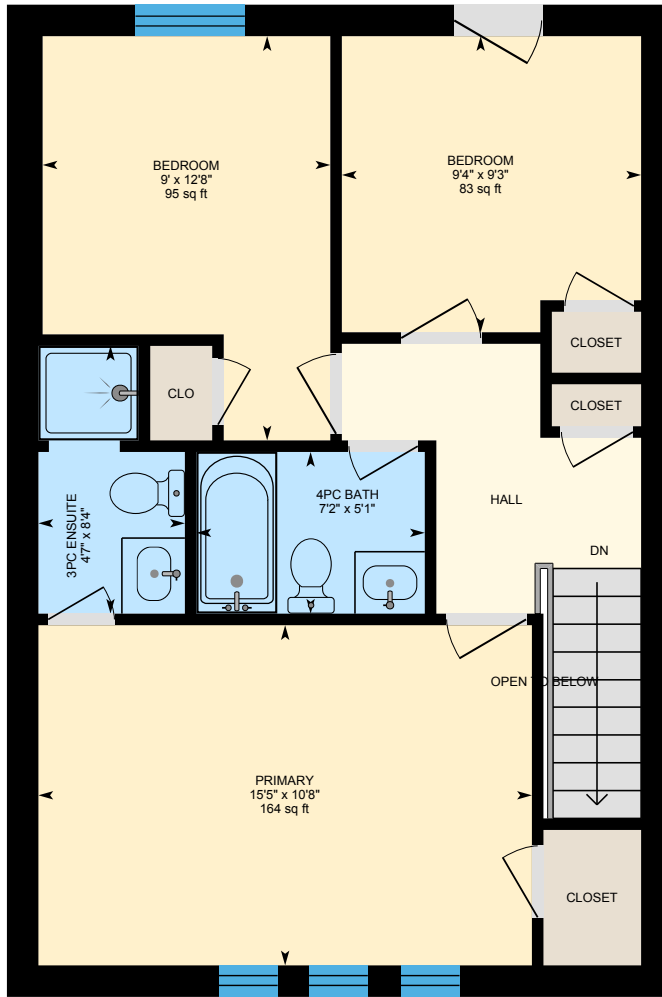 BEDROOM
9' x 12'8"
95 sq ft
BEDROOM
9'4" x 9'3"
83 sq ft
CLOSET
CLO
CLOSET
3PC ENSUITE
4'7" x 8'4"
4PC BATH
7'2" x 5'1"
HALL
DN
OPEN TO BELOW
PRIMARY
15'5" x 10'8"
164 sq ft
CLOSET